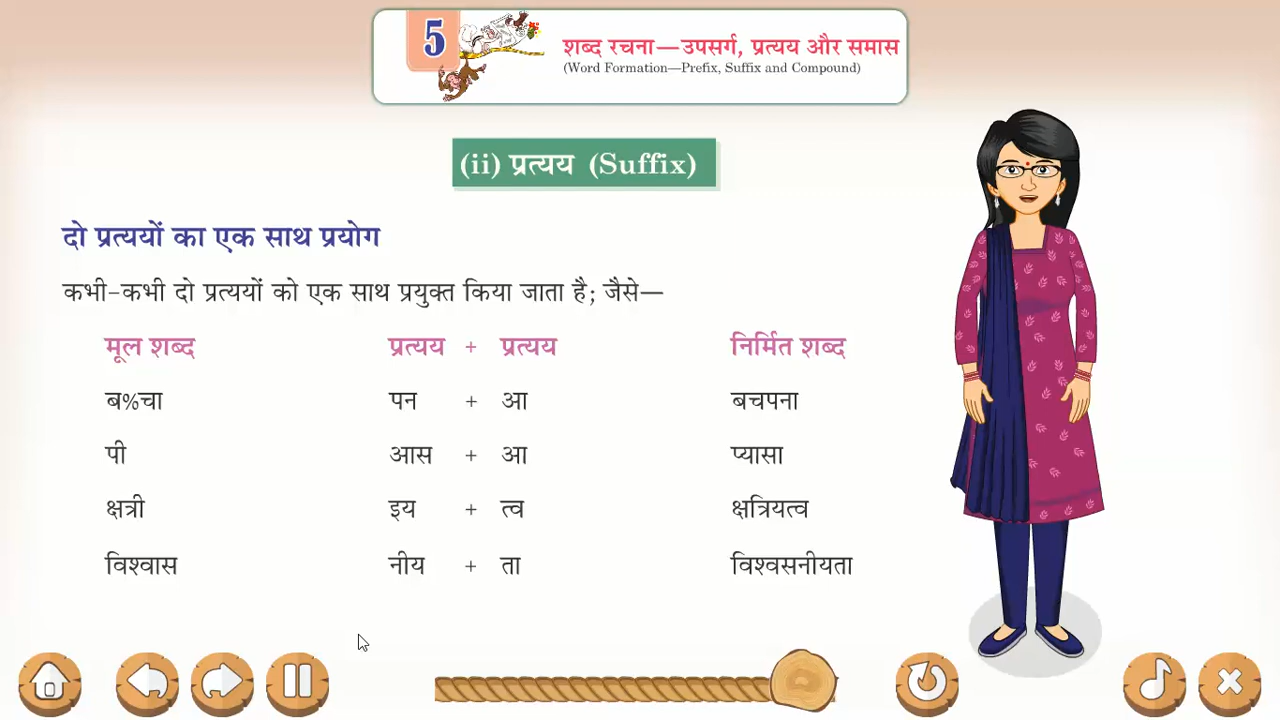 5
शब्द रचना—उपसर्ग, प्रत्यय और समास
(Word Formation—Prefix, Suffix and Compound)
(ii) प्रत्यय (Suffix)
दो प्रत्ययों का एक साथ प्रयोग
कभी-कभी दो प्रत्ययों को एक साथ प्रयुक्त किया जाता है; जैसे—
मूल शब्द प्रत्यय + प्रत्यय निर्मित शब्द
ब%चा पन + आ बचपना
पी आस + आ प्यासा
क्षत्री इय + त्व क्षत्रियत्व
विश्वास नीय + ता विश्वसनीयता